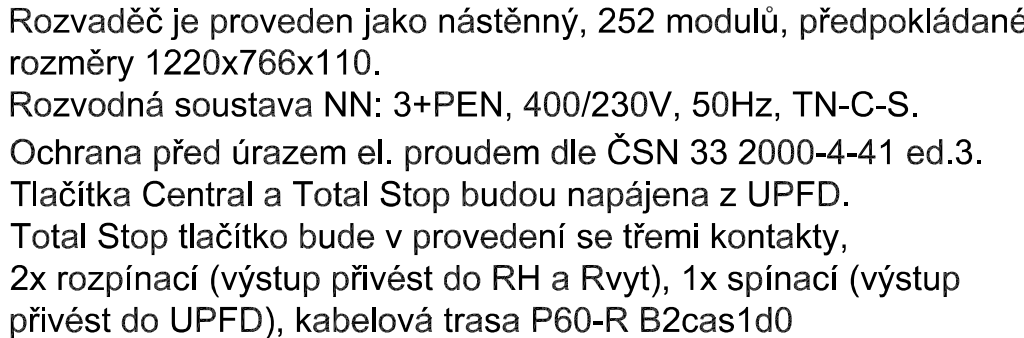 Rozvaděč je proveden jako nástěnný, 252 modulů, předpokládané
rozměry 1220x766x110.
Rozvodná soustava NN: 3+PEN, 400/230V, 50Hz, TN-C-S.
Ochrana před úrazem el. proudem dle ČSN 33 2000-4-41 ed.3.
Tlačítka Central a Total Stop budou napájena z UPFD.
Total Stop tlačítko bude v provedení se třemi kontakty,
2x rozpínací (výstup přivést do RH a Rvyt), 1x spínací (výstup
přivést do UPFD), kabelová trasa P60-R B2cas1d0